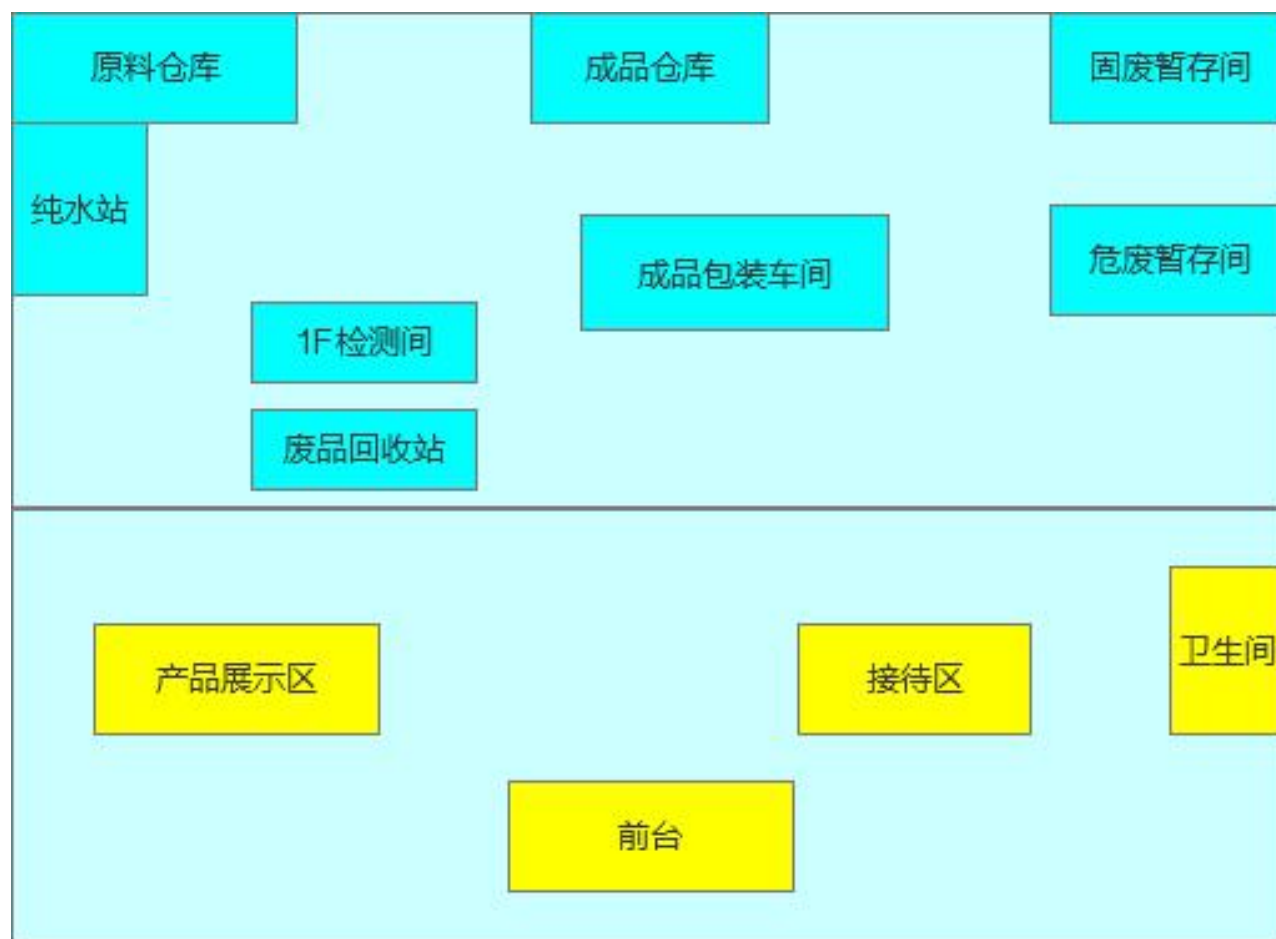 原料仓库
成品仓库
固废暂存间
纯水站
成品包装车间
危废暂存间
1F检测间
废品回收站
产品展示区
接待区
卫生间
前台